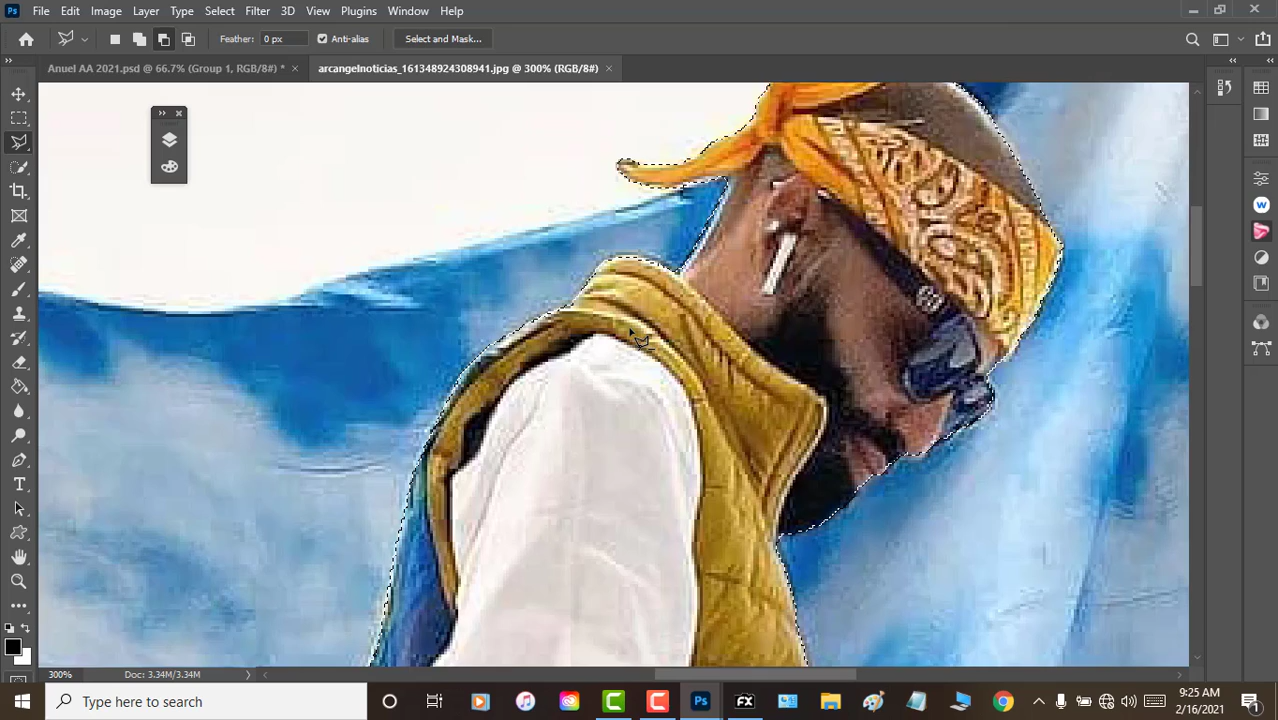 Ps File Edit Image Layer Type Select Filter 3D View Plugins Window Help
Feather: 0 px Anti-alias Select and Mask...
Anuel AA 2021.psd @ 66.7% (Group 1, RGB/8#) * × arcangelnoticias_161348924308941.jpg @ 300% (RGB/8#) ×
300% Doc: 3.34M/3.34M
Type here to search
Ps FX
9:25 AM
2/16/2021